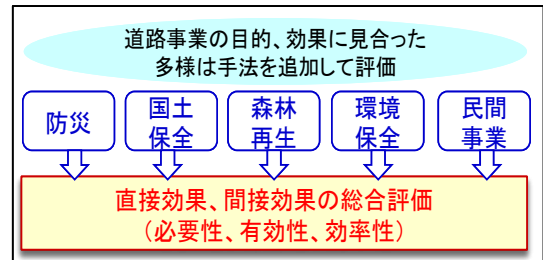 道路事業の目的、効果に見合った
多様は手法を追加して評価
防災
国土
保全
森林
再生
環境
保全
民間
事業
直接効果、間接効果の総合評価
（必要性、有効性、効率性）